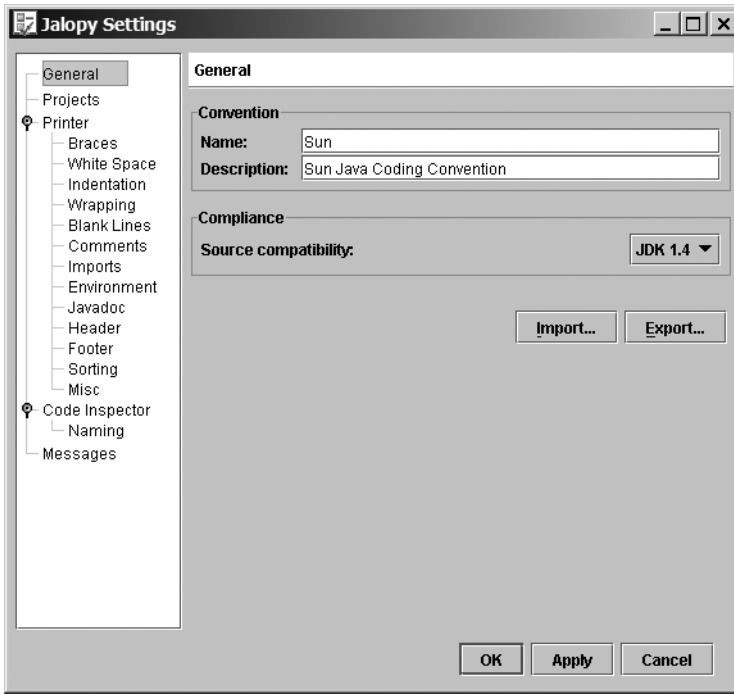 Jalopy Settings
General
Projects
Printer
Braces
White Space
Indentation
Wrapping
Blank Lines
Comments
Imports
Environment
Javadoc
Header
Footer
Sorting
Misc
Code Inspector
Naming
Messages
General
Convention
Name: Sun
Description: Sun Java Coding Convention
Compliance
Source compatibility: JDK 1.4
Import... Export...
OK Apply Cancel